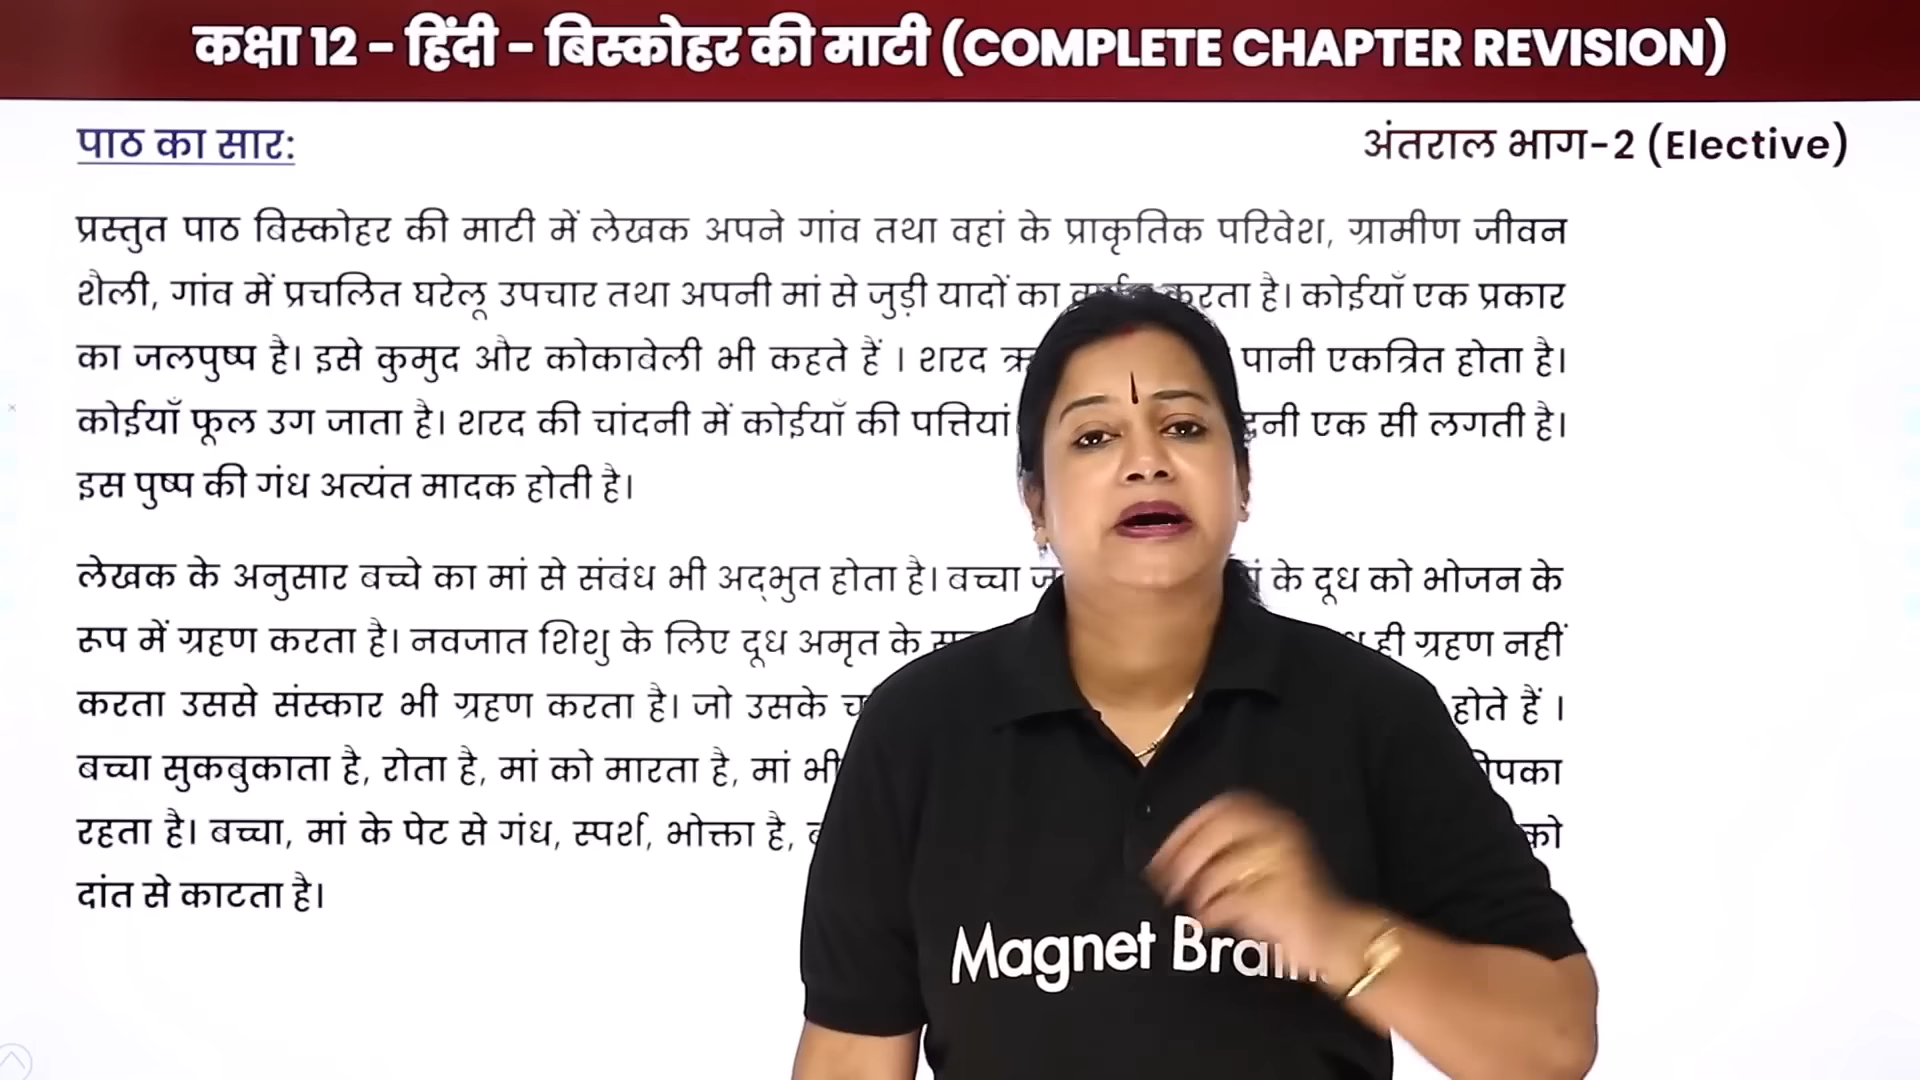 कक्षा 12 - हिंदी - बिस्कोहर की माटी (COMPLETE CHAPTER REVISION)
पाठ का सार:
अंतराल भाग-2 (Elective)
प्रस्तुत पाठ बिस्कोहर की माटी में लेखक अपने गांव तथा वहां के प्राकृतिक परिवेश, ग्रामीण जीवन
शैली, गांव में प्रचलित घरेलू उपचार तथा अपनी मां से जुड़ी यादों का करता है। कोईयाँ एक प्रकार
का जलपुष्प है। इसे कुमुद और कोकाबेली भी कहते हैं । शरद पानी एकत्रित होता है।
कोईयाँ फूल उग जाता है। शरद की चांदनी में कोईयाँ की पत्तियां एक सी लगती है।
इस पुष्प की गंध अत्यंत मादक होती है।
लेखक के अनुसार बच्चे का मां से संबंध भी अद्भुत होता है। बच्चा के दूध को भोजन के
रूप में ग्रहण करता है। नवजात शिशु के लिए दूध अमृत के ही ग्रहण नहीं
करता उससे संस्कार भी ग्रहण करता है। जो उसके होते हैं ।
बच्चा सुकबुकाता है, रोता है, मां को मारता है, मां भी
रहता है। बच्चा, मां के पेट से गंध, स्पर्श, भोक्ता है, को
दांत से काटता है।
Magnet